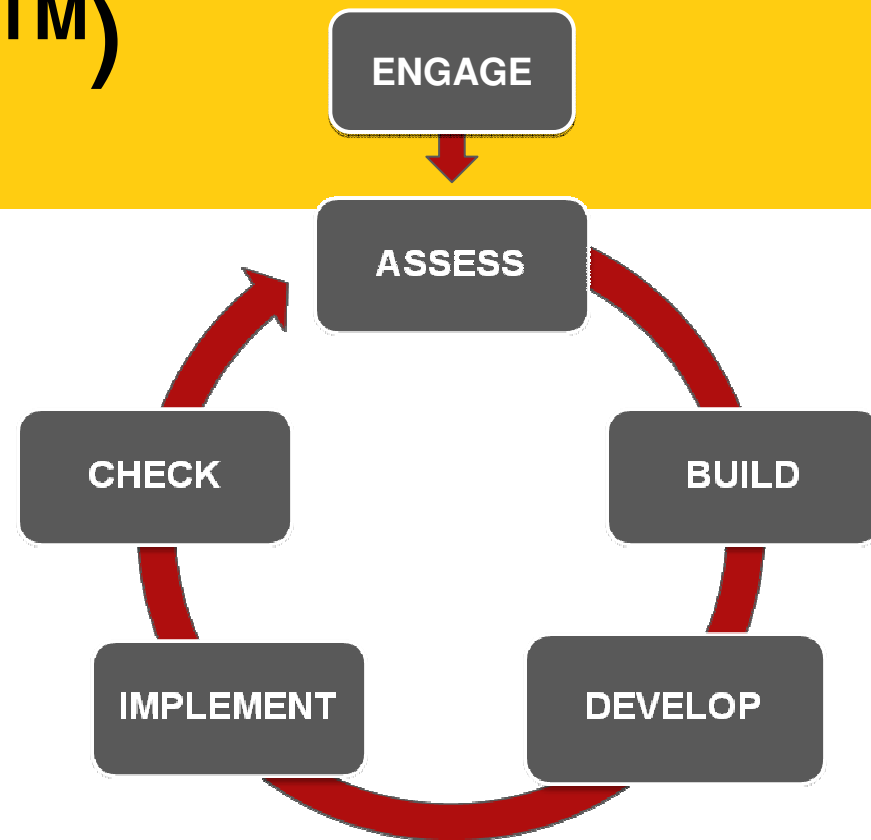 TM)
ENGAGE
ASSESS
CHECK
BUILD
IMPLEMENT
DEVELOP